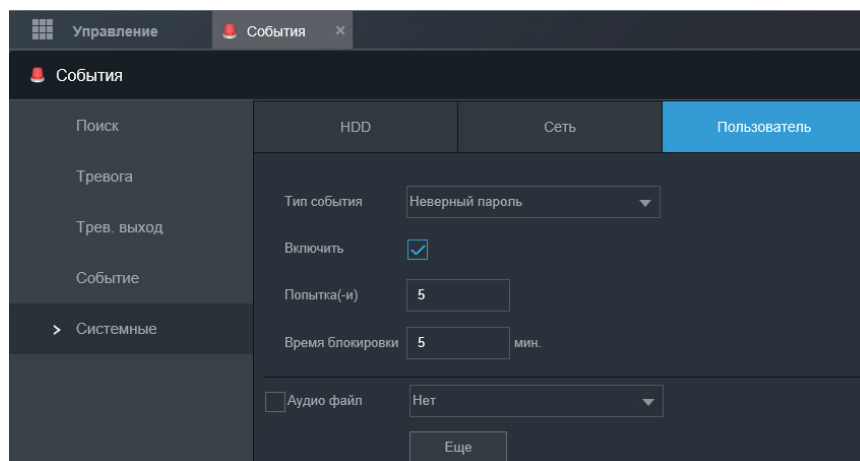 Управление
События ×
События
Поиск
Тревога
Трев. выход
Событие
Системные
HDD Сеть Пользователь
Тип события Неверный пароль
Включить
Попытка(-и) 5
Время блокировки 5 мин.
Аудио файл Нет
Еще